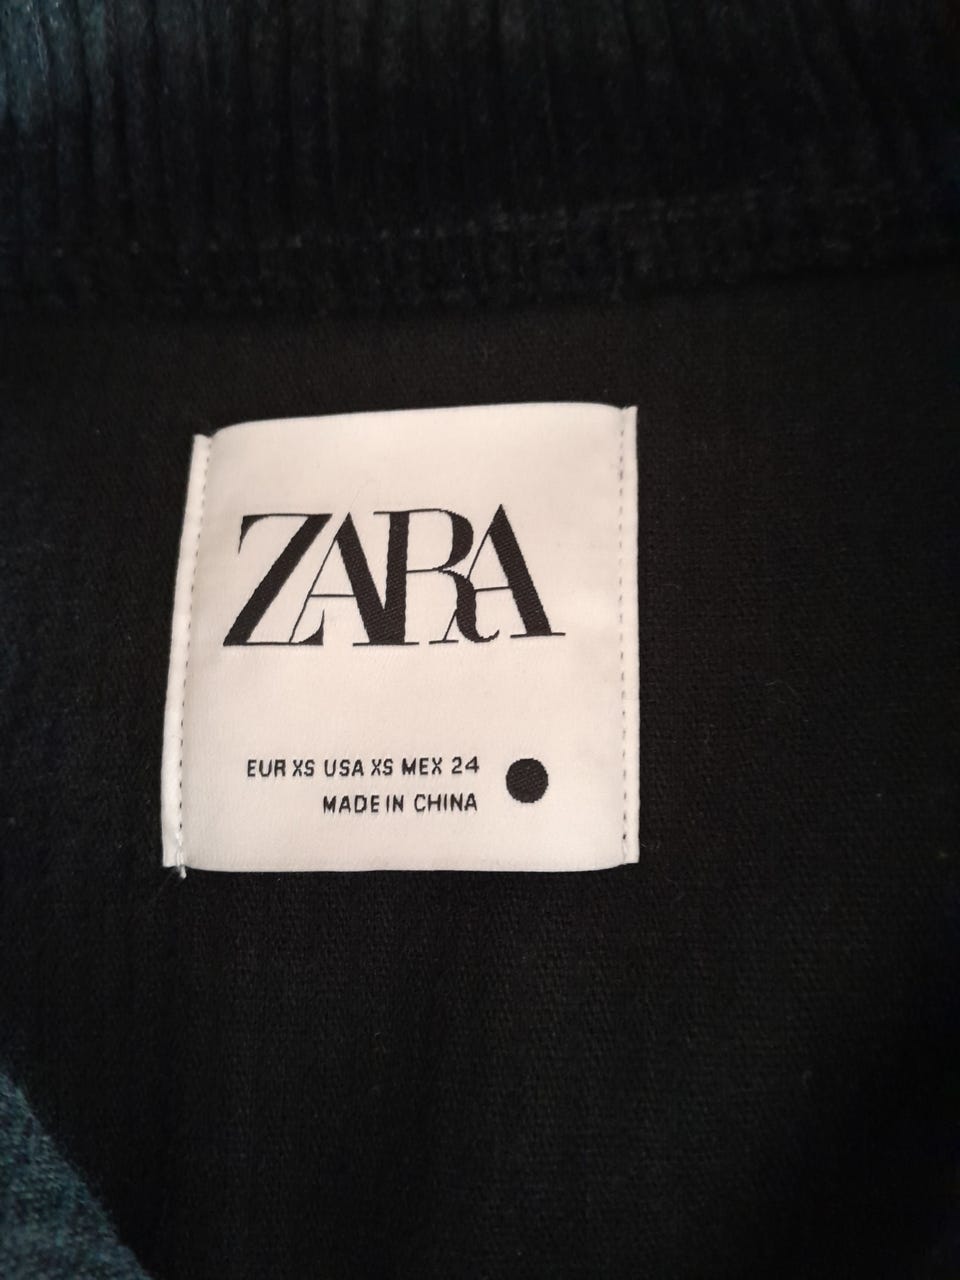 ZARA
EUR XS USA XS MEX 24
MADE IN CHINA